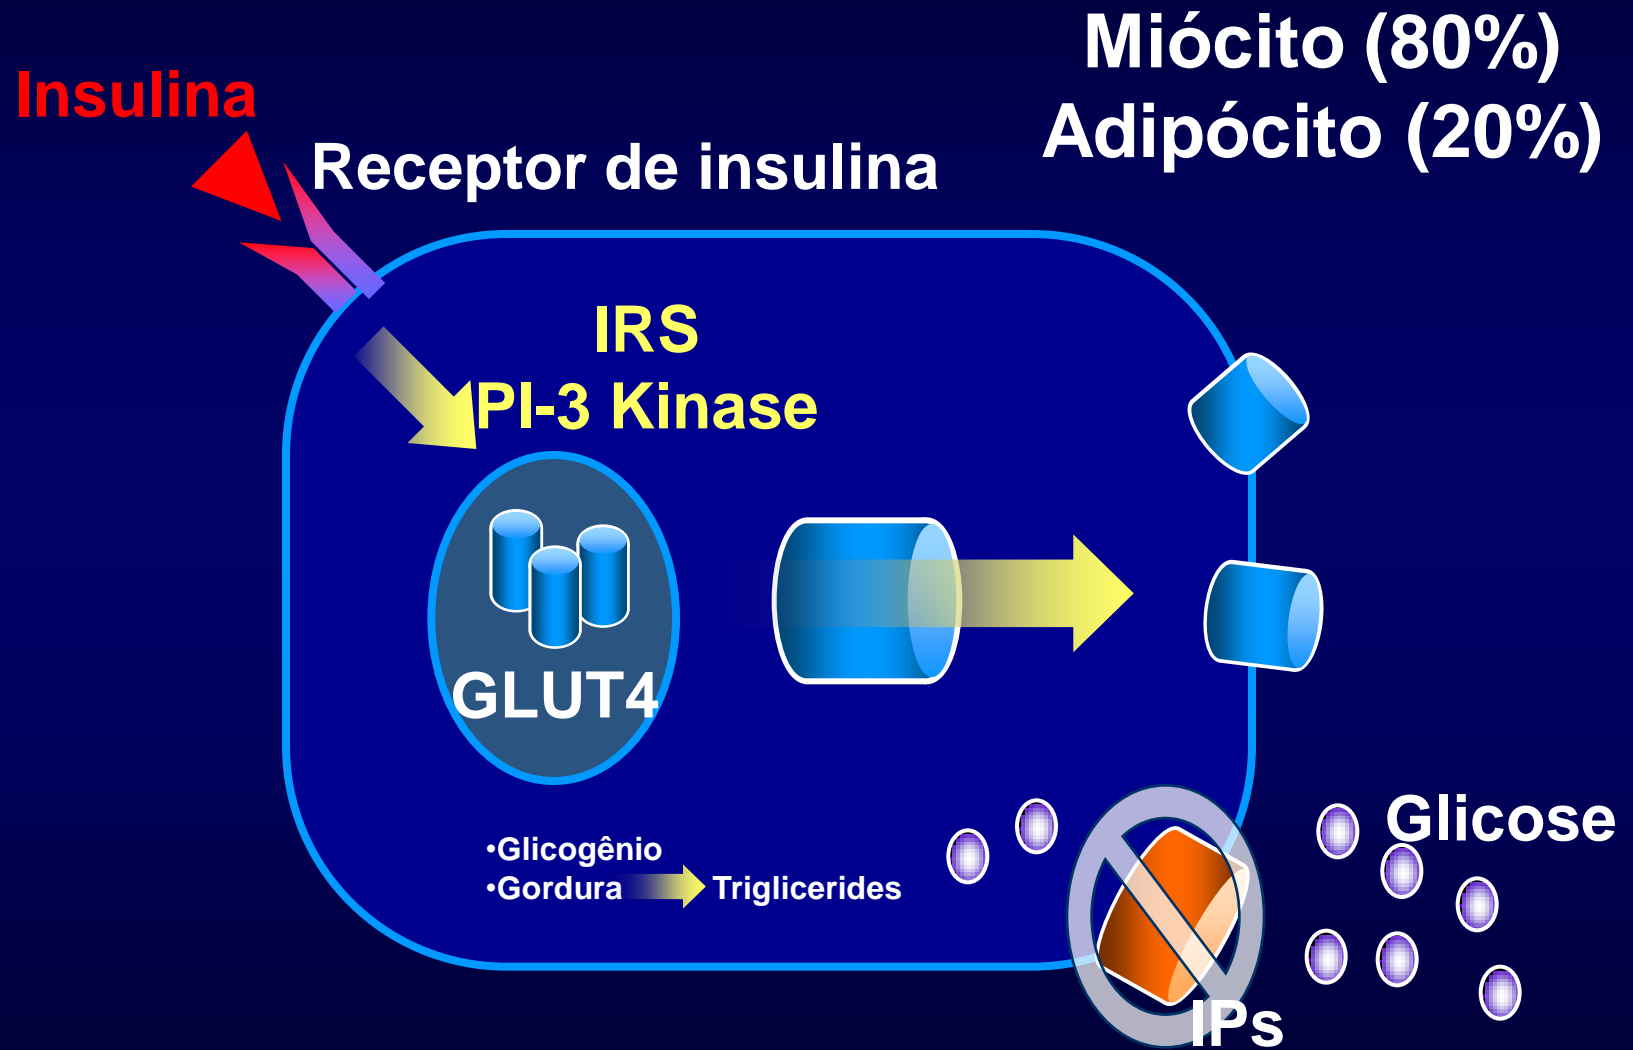 Miócito (80%)
Adipócito (20%)
Insulina
Receptor de insulina
IRS
PI-3 Kinase
GLUT4
•Glicogênio
•Gordura Triglicerides
Glicose
IPs